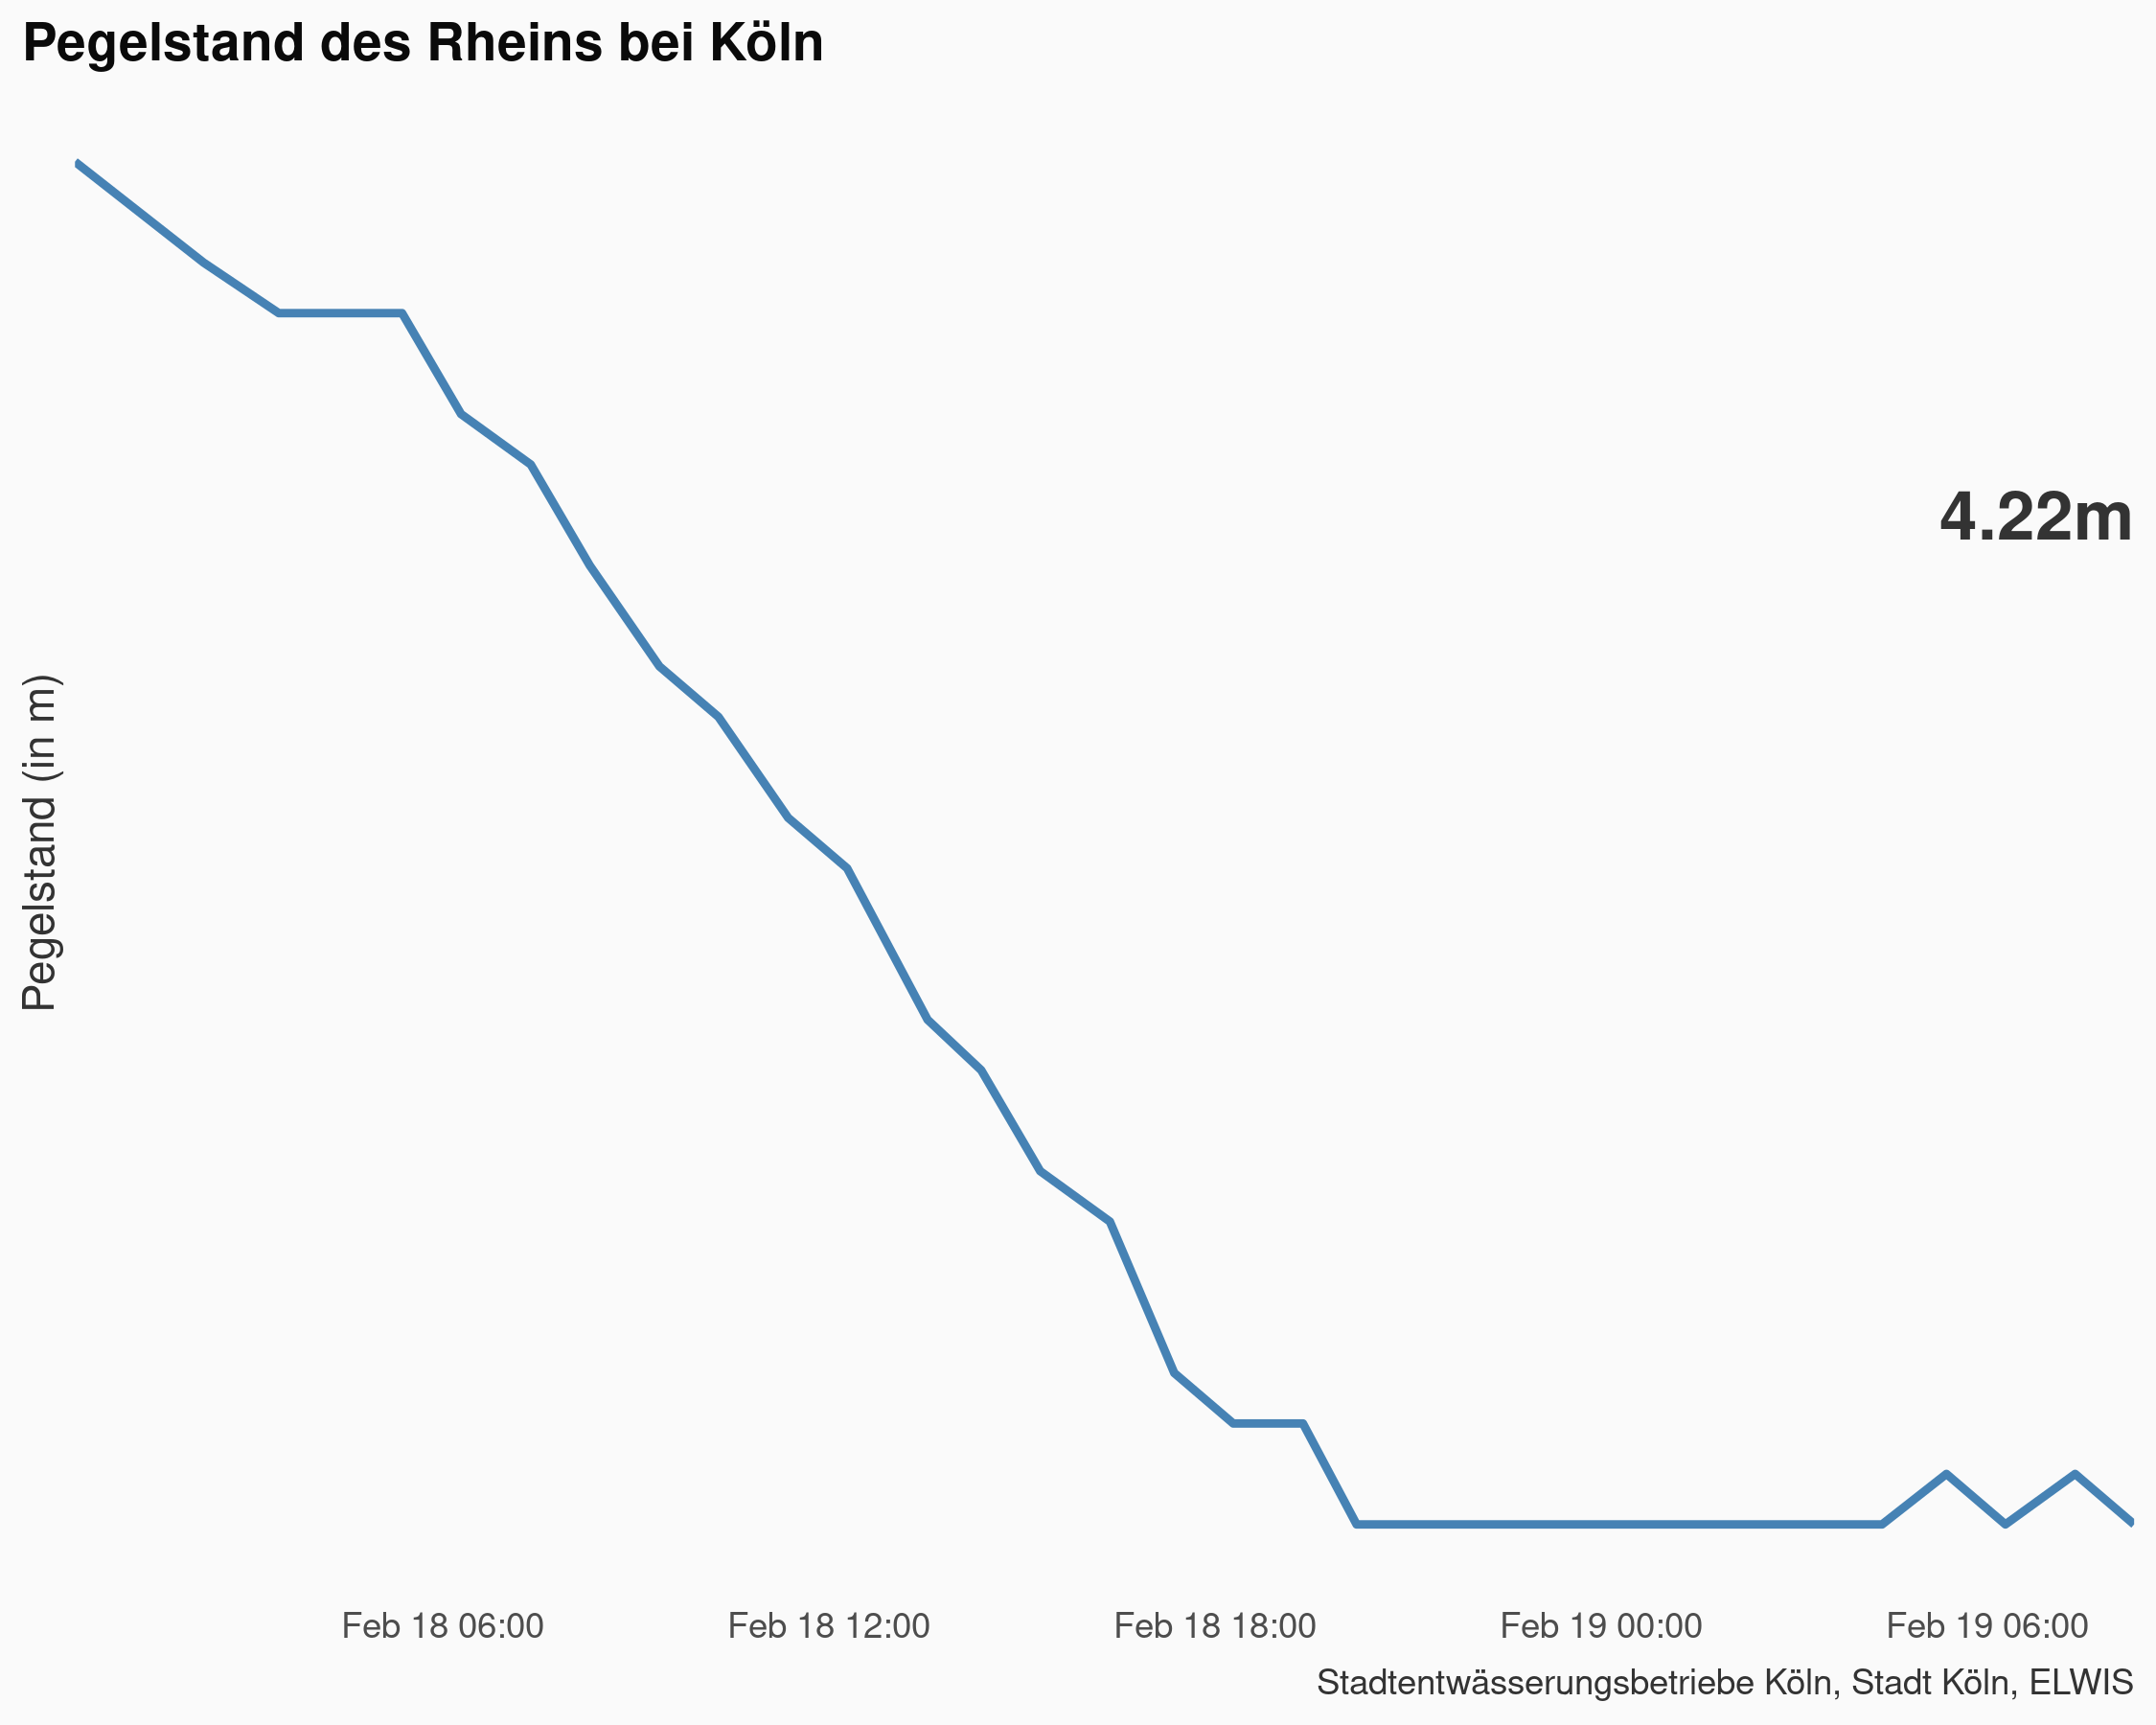 Pegelstand des Rheins bei Köln
4.22m
Pegelstand (in m)
Feb 18 06:00 Feb 18 12:00 Feb 18 18:00 Feb 19 00:00 Feb 19 06:00
Stadtentwässerungsbetriebe Köln, Stadt Köln, ELWIS